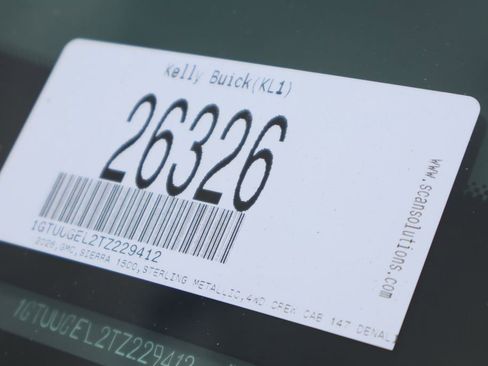 Kelly Buick(KL1)
26326
1GTUUGEL2TZ229412
2026,GMC,SIERRA 1500,STERLING METALLIC,4WD CREW CAB 147 DENALI
www.scansolutions.com
1GTUUGEL2TZ229412